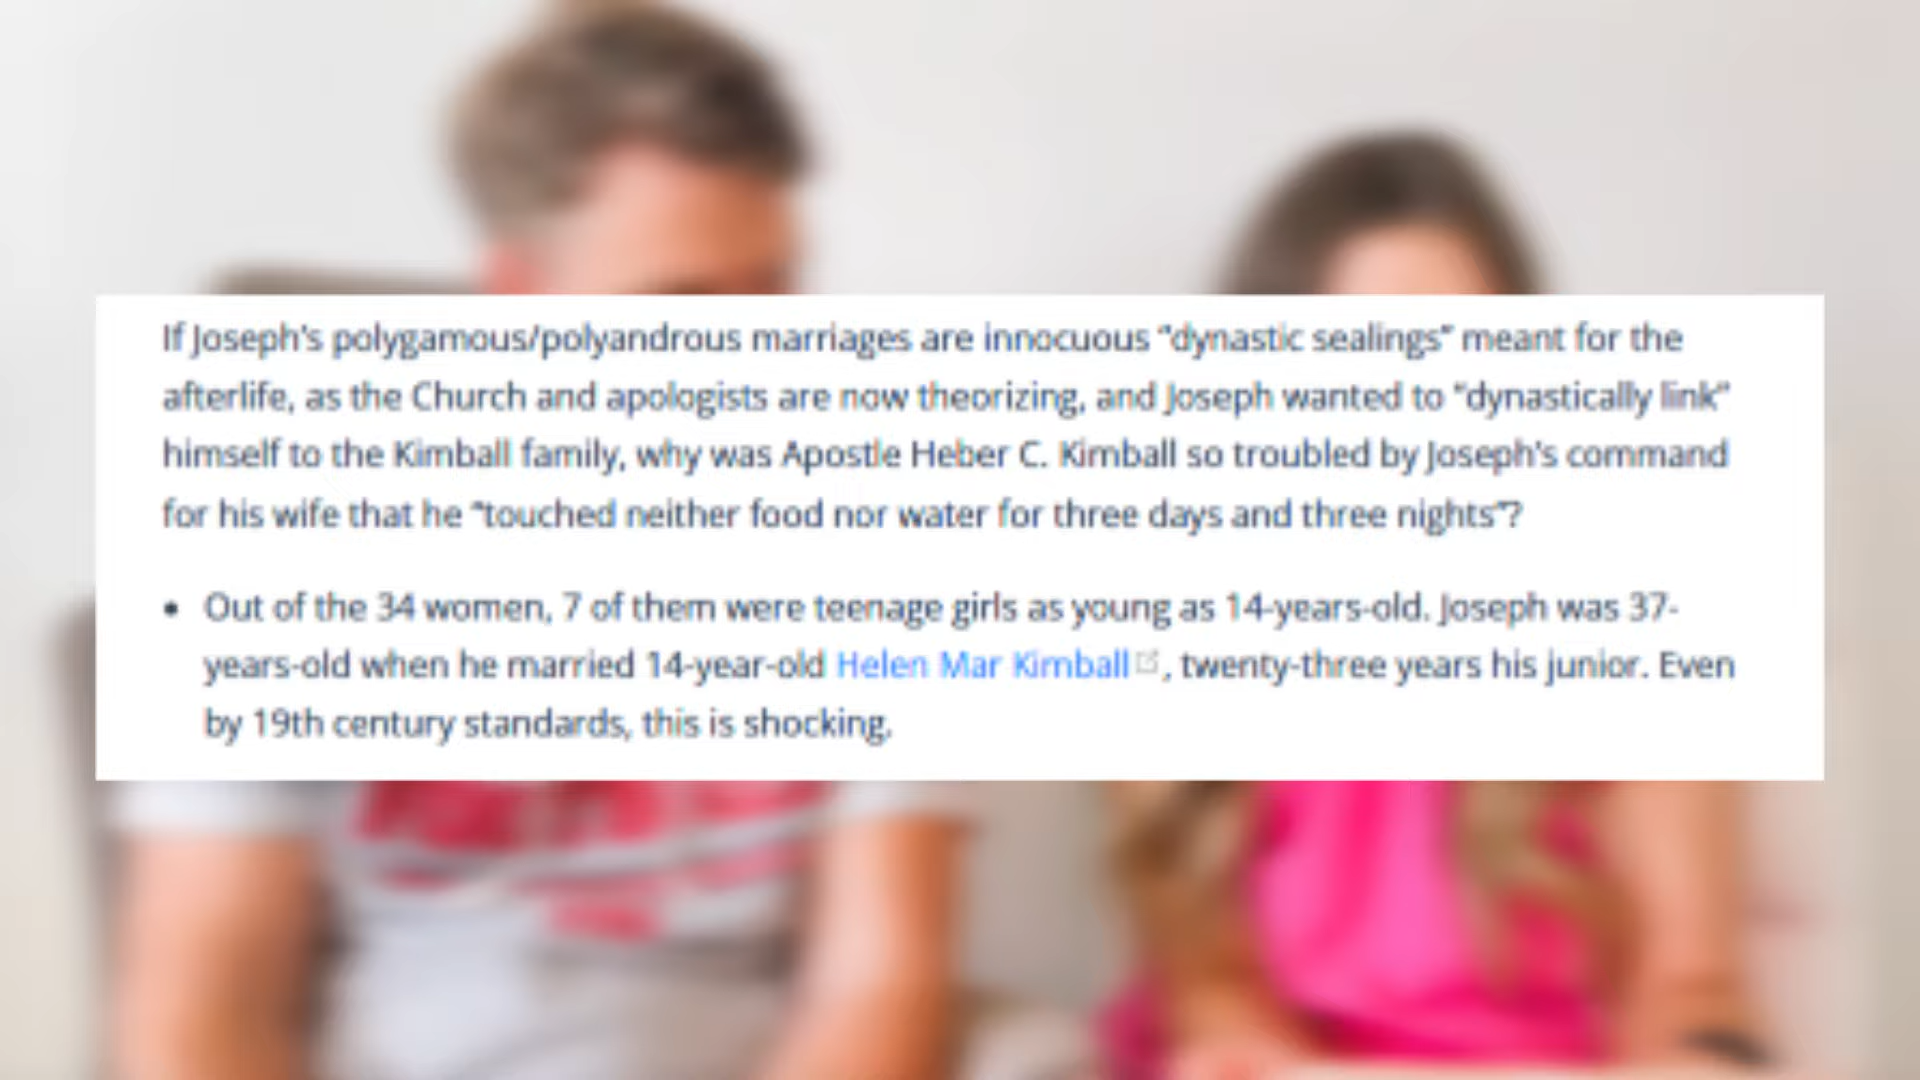 If Joseph's polygamous/polyandrous marriages are innocuous “dynastic sealings” meant for the
afterlife, as the Church and apologists are now theorizing, and Joseph wanted to “dynastically link”
himself to the Kimball family, why was Apostle Heber C. Kimball so troubled by Joseph's command
for his wife that he “touched neither food nor water for three days and three nights”?
• Out of the 34 women, 7 of them were teenage girls as young as 14-years-old. Joseph was 37-
years-old when he married 14-year-old Helen Mar Kimball, twenty-three years his junior. Even
by 19th century standards, this is shocking.